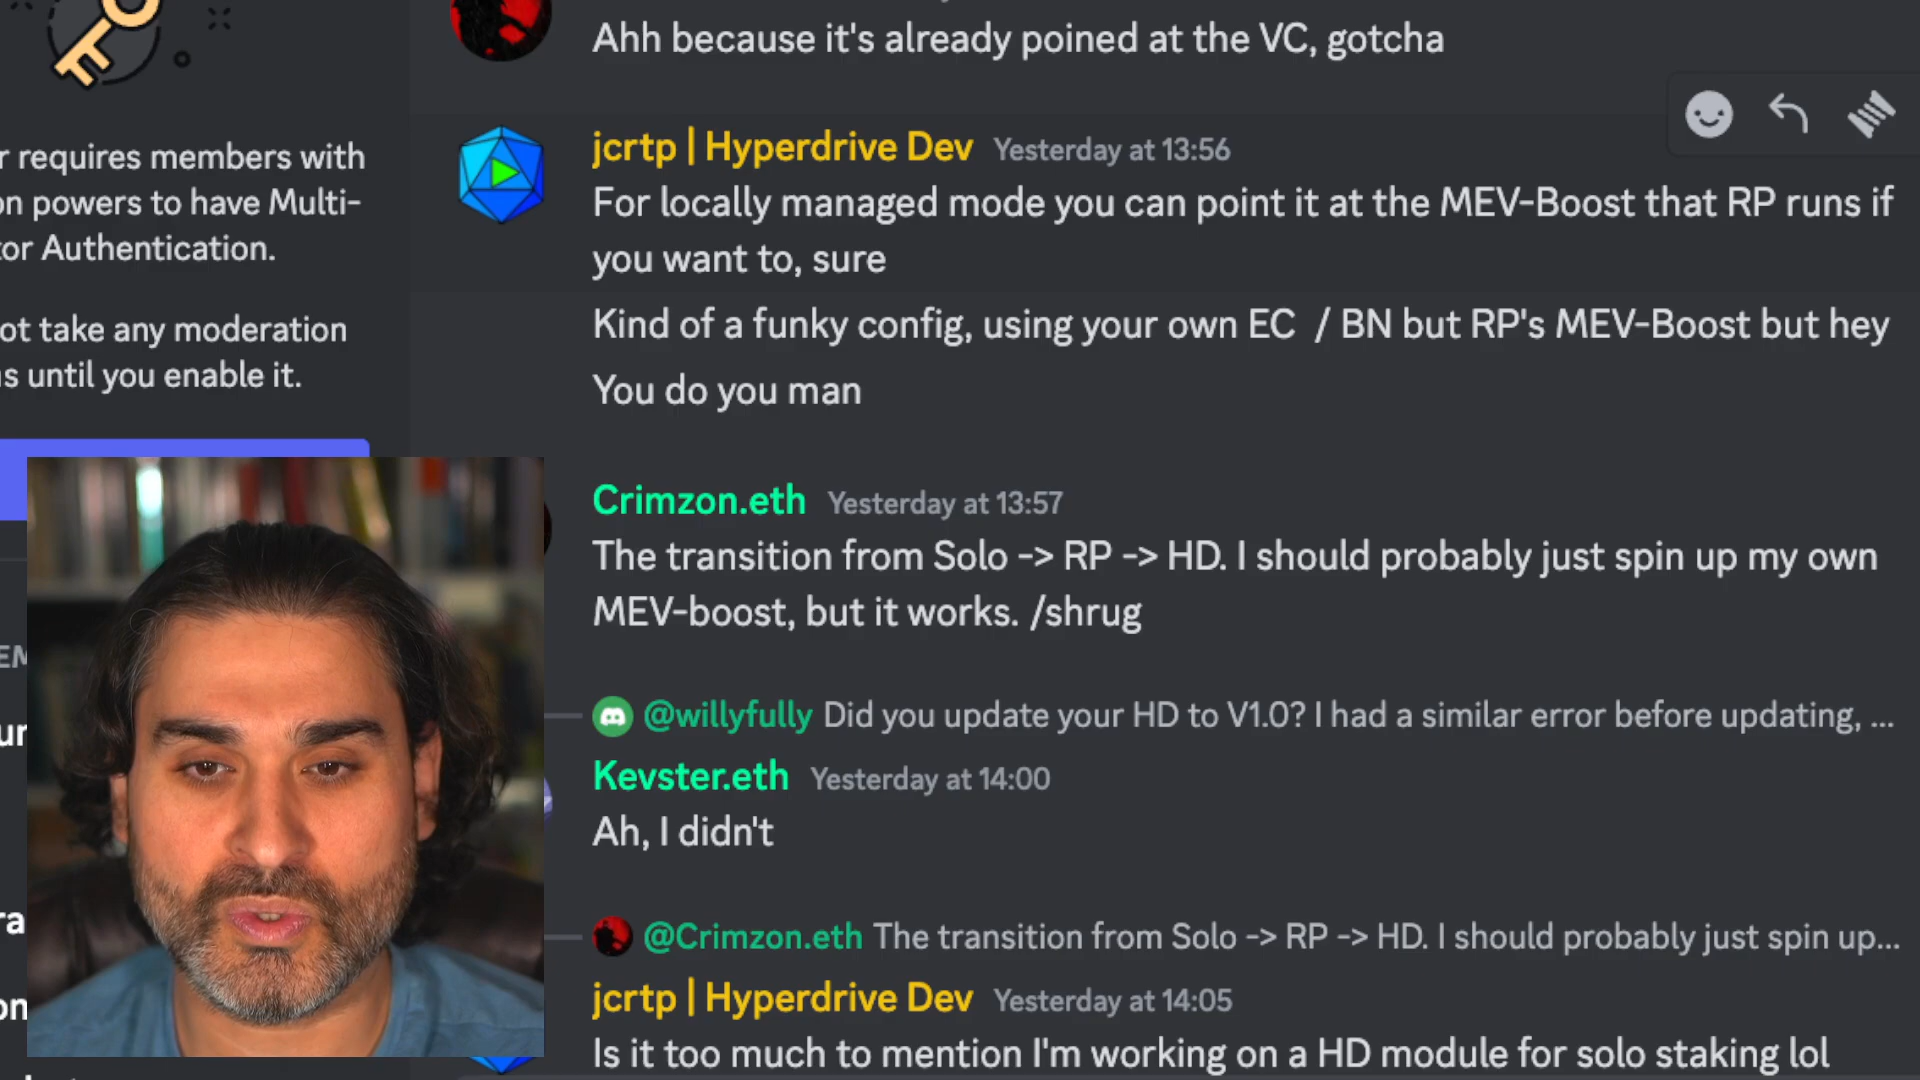 Ahh because it's already poined at the VC, gotcha
r requires members with
on powers to have Multi-
or Authentication.
ot take any moderation
s until you enable it.
jcrtp | Hyperdrive Dev Yesterday at 13:56
For locally managed mode you can point it at the MEV-Boost that RP runs if
you want to, sure
Kind of a funky config, using your own EC / BN but RP's MEV-Boost but hey
You do you man
Crimzon.eth Yesterday at 13:57
The transition from Solo -> RP -> HD. I should probably just spin up my own
MEV-boost, but it works. /shrug
@willyfully Did you update your HD to V1.0? I had a similar error before updating, ...
Kevster.eth Yesterday at 14:00
Ah, I didn't
@Crimzon.eth The transition from Solo -> RP -> HD. I should probably just spin up...
jcrtp | Hyperdrive Dev Yesterday at 14:05
Is it too much to mention I'm working on a HD module for solo staking lol